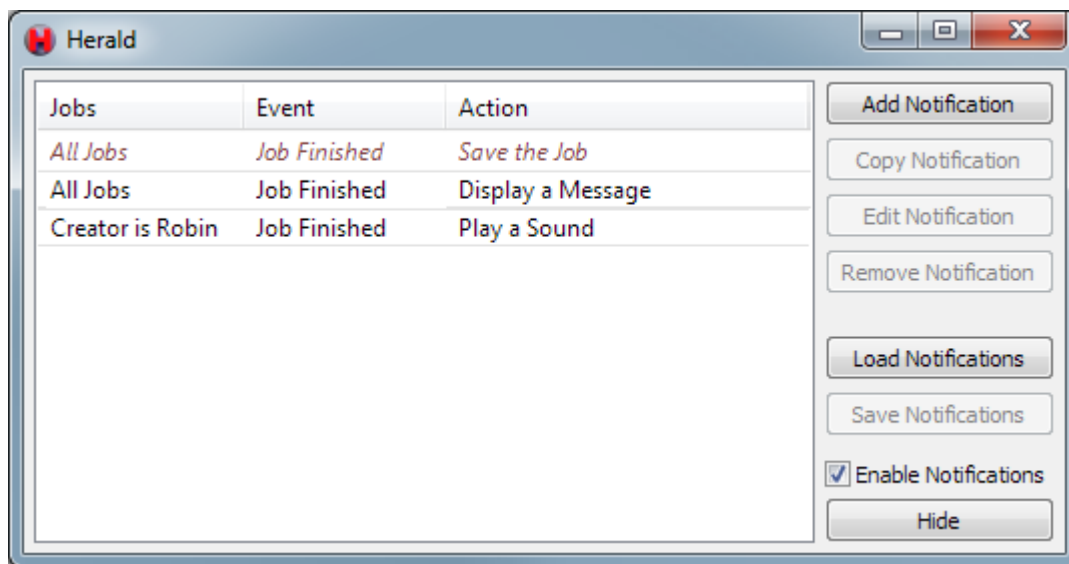 Herald
Jobs Event Action
All Jobs Job Finished Save the Job
All Jobs Job Finished Display a Message
Creator is Robin Job Finished Play a Sound
Add Notification
Copy Notification
Edit Notification
Remove Notification
Load Notifications
Save Notifications
Enable Notifications
Hide